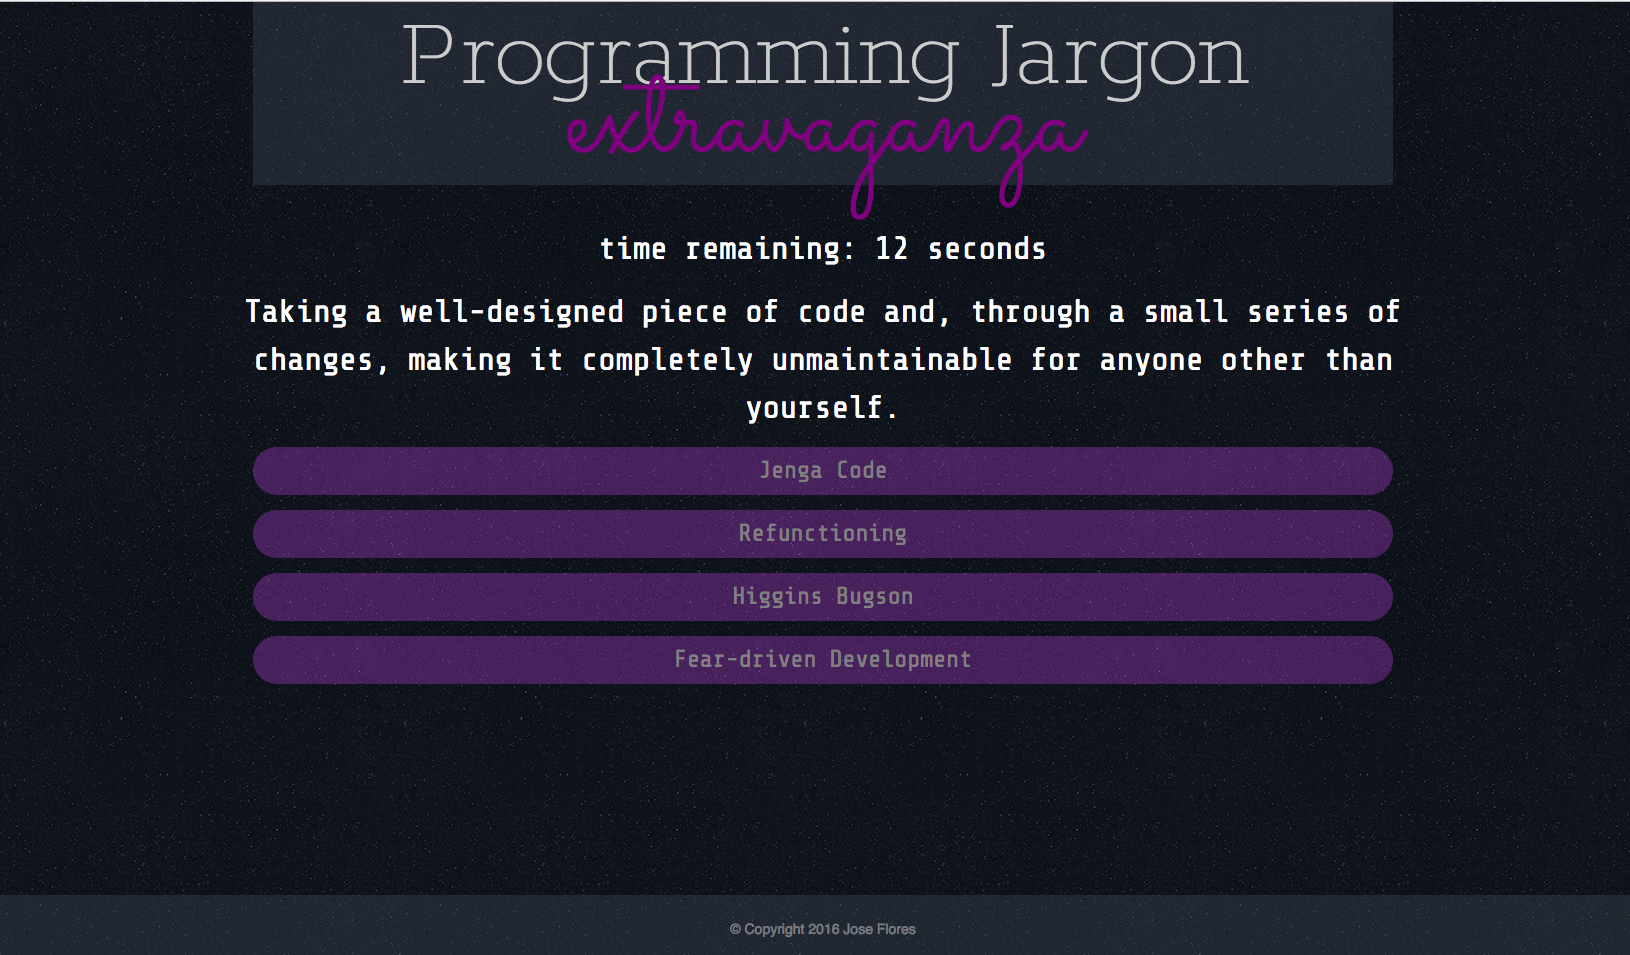 Programming Jargon
extravaganza
time remaining: 12 seconds
Taking a well-designed piece of code and, through a small series of
changes, making it completely unmaintainable for anyone other than
yourself.
Jenga Code
Refunctioning
Higgins Bugson
Fear-driven Development
© Copyright 2016 Jose Flores